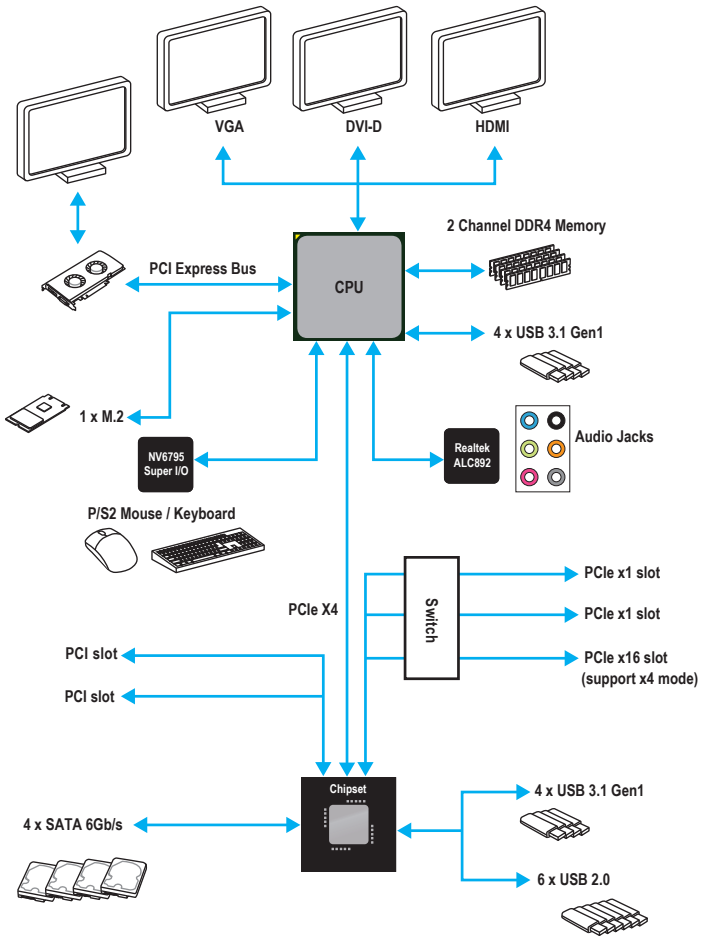 VGA
DVI-D
HDMI
2 Channel DDR4 Memory
PCI Express Bus
CPU
4 x USB 3.1 Gen1
1 x M.2
NV6795
Super I/O
Realtek
ALC892
Audio Jacks
P/S2 Mouse / Keyboard
PCIe x1 slot
Switch
PCIe X4
PCIe x1 slot
PCI slot
PCIe x16 slot
(support x4 mode)
PCI slot
Chipset
4 x USB 3.1 Gen1
4 x SATA 6Gb/s
6 x USB 2.0